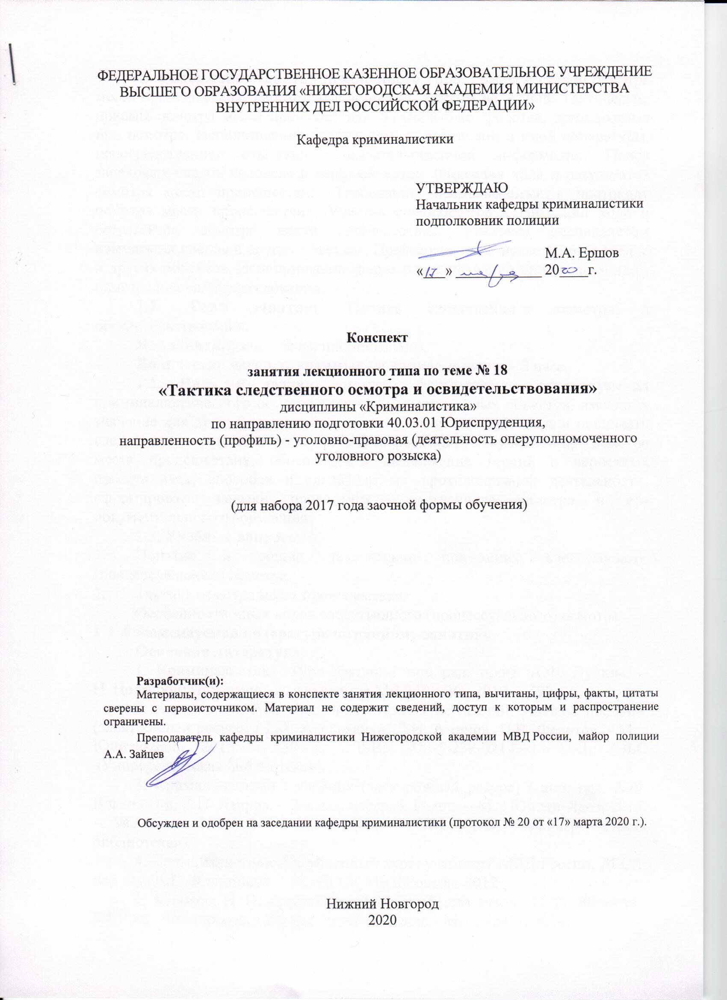 ФЕДЕРАЛЬНОЕ ГОСУДАРСТВЕННОЕ КАЗЕННОЕ ОБРАЗОВАТЕЛЬНОЕ УЧРЕЖДЕНИЕ
ВЫСШЕГО ОБРАЗОВАНИЯ «НИЖЕГОРОДСКАЯ АКАДЕМИЯ МИНИСТЕРСТВА
ВНУТРЕННИХ ДЕЛ РОССИЙСКОЙ ФЕДЕРАЦИИ»
Кафедра криминалистики
УТВЕРЖДАЮ
Начальник кафедры криминалистики
подполковник полиции
М.А. Ершов
«17» марта 2020 г.
Конспект
занятия лекционного типа по теме № 18
«Тактика следственного осмотра и освидетельствования»
дисциплины «Криминалистика»
по направлению подготовки 40.03.01 Юриспруденция,
направленность (профиль) - уголовно-правовая (деятельность оперуполномоченного
уголовного розыска)
(для набора 2017 года заочной формы обучения)
Разработчик(и):
Материалы, содержащиеся в конспекте занятия лекционного типа, вычитаны, цифры, факты, цитаты
сверены с первоисточником. Материал не содержит сведений, доступ к которым и распространение
ограничены.
Преподаватель кафедры криминалистики Нижегородской академии МВД России, майор полиции
А.А. Зайцев
Обсужден и одобрен на заседании кафедры криминалистики (протокол № 20 от «17» марта 2020 г.).
Нижний Новгород
2020